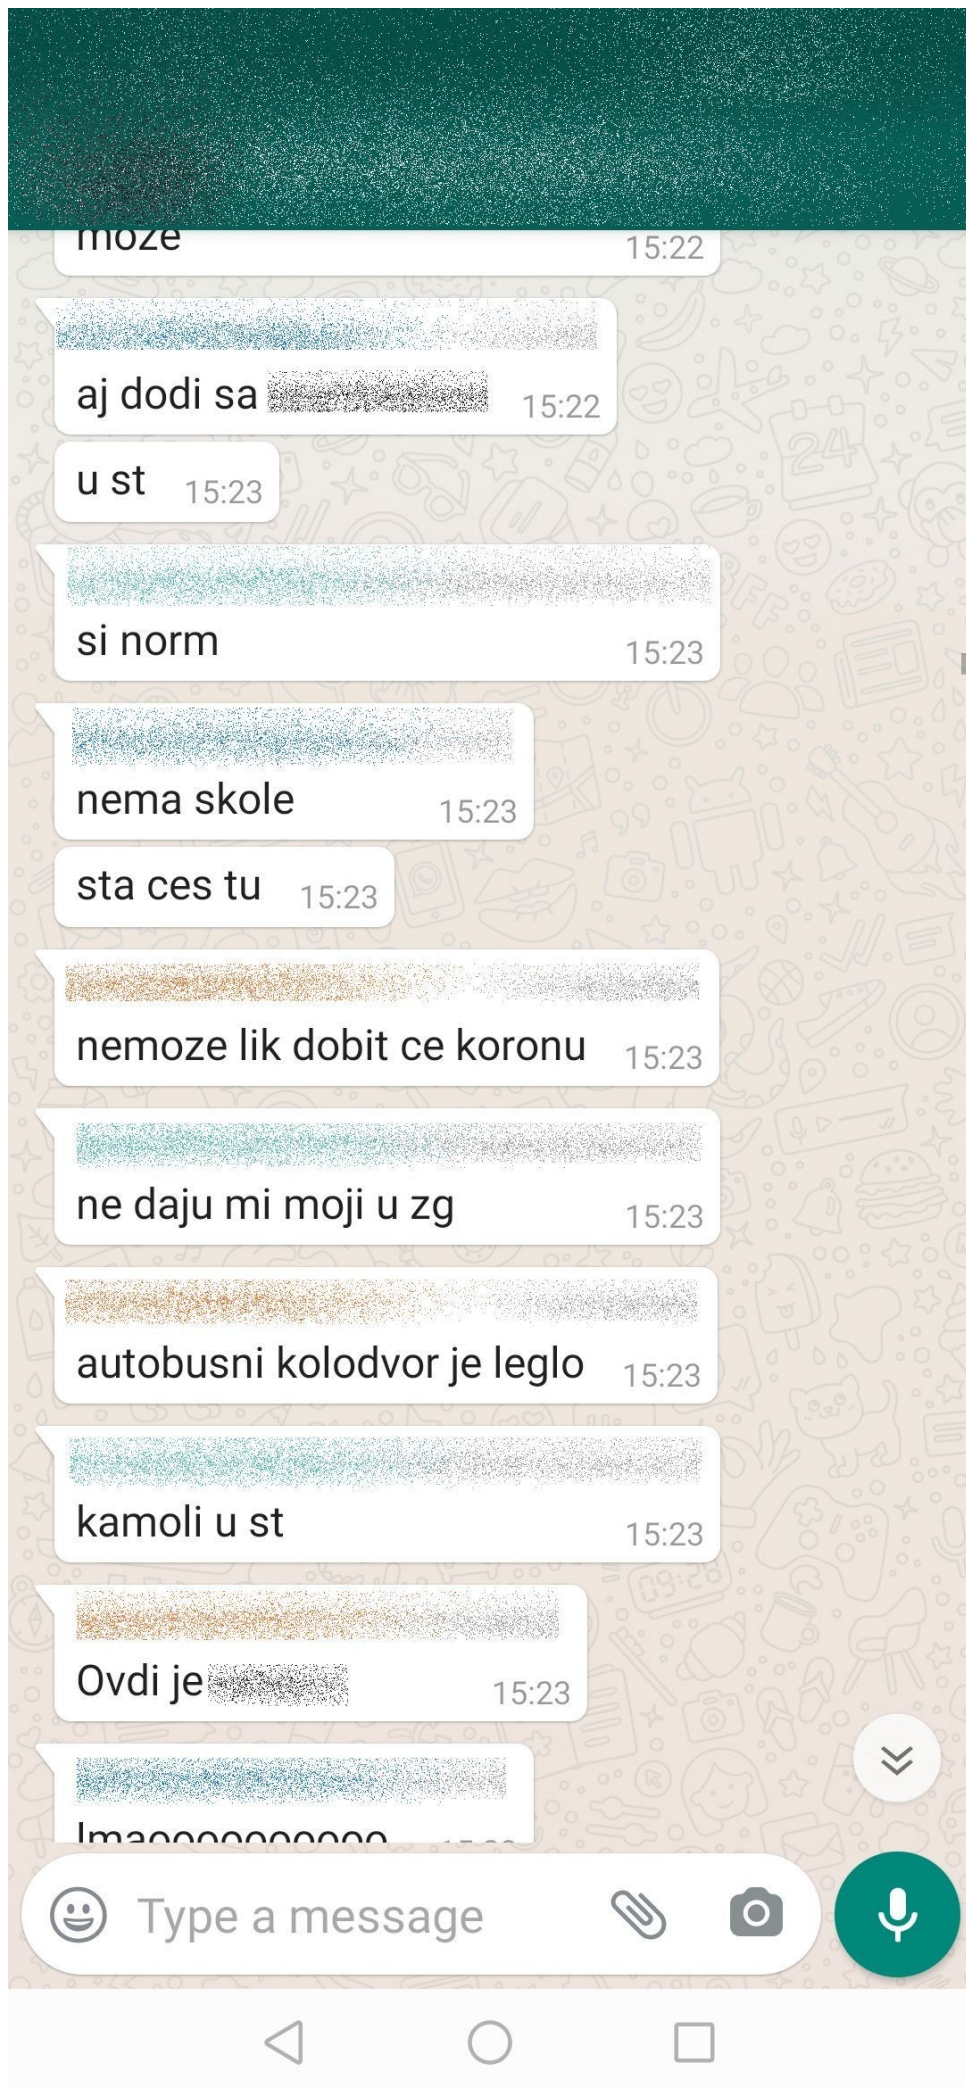 moze
15:22
aj dodi sa
15:22
u st 15:23
si norm
15:23
nema skole
15:23
sta ces tu 15:23
nemoze lik dobit ce koronu 15:23
ne daju mi moji u zg
15:23
autobusni kolodvor je leglo 15:23
kamoli u st
15:23
Ovdi je
15:23
lmaooooooooooo
Type a message